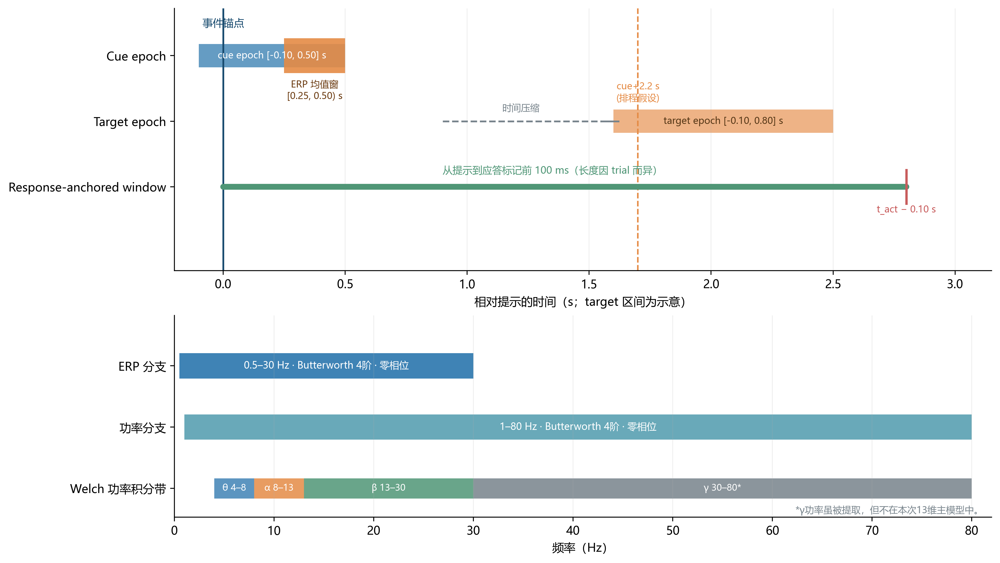 事件锚点
Cue epoch
cue epoch [-0.10, 0.50] s
ERP 均值窗
[0.25, 0.50) s
cue+2.2 s
(排程假设)
时间压缩
Target epoch
target epoch [-0.10, 0.80] s
从提示到应答标记前 100 ms（长度因 trial 而异）
Response-anchored window
t_act − 0.10 s
0.0 0.5 1.0 1.5 2.0 2.5 3.0
相对提示的时间（s；target 区间为示意）
ERP 分支
0.5–30 Hz · Butterworth 4阶 · 零相位
功率分支
1–80 Hz · Butterworth 4阶 · 零相位
Welch 功率积分带
θ 4–8 α 8–13 β 13–30 γ 30–80*
*γ功率虽被提取，但不在本次13维主模型中。
0 10 20 30 40 50 60 70 80
频率（Hz）